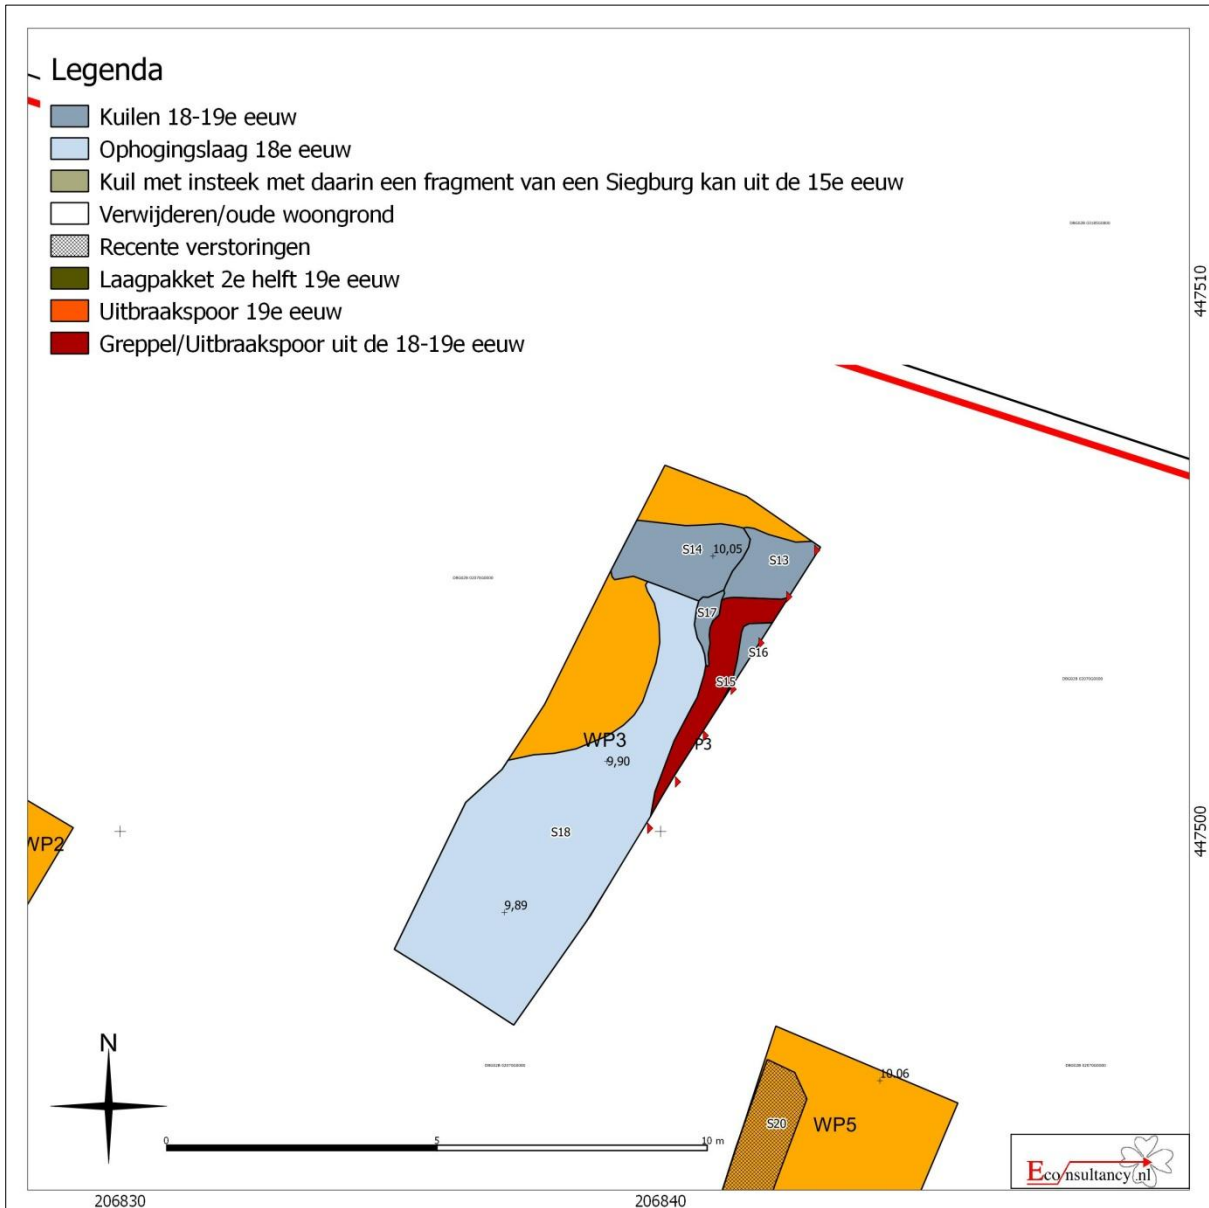 Legenda
Kuilen 18-19e eeuw
Ophogingslaag 18e eeuw
Kuil met insteek met daarin een fragment van een Siegburg kan uit de 15e eeuw
Verwijderen/oude woongrond
Recente verstoringen
Laagpakket 2e helft 19e eeuw
Uitbraakspoor 19e eeuw
Greppel/Uitbraakspoor uit de 18-19e eeuw
447510
S14
10,05
S13
S17
S16
S15
WP3
P3
9,90
S18
447500
WP2
9,89
N
10.06
S20
WP5
0
5
10 m
Econsultancy.nl
206830
206840